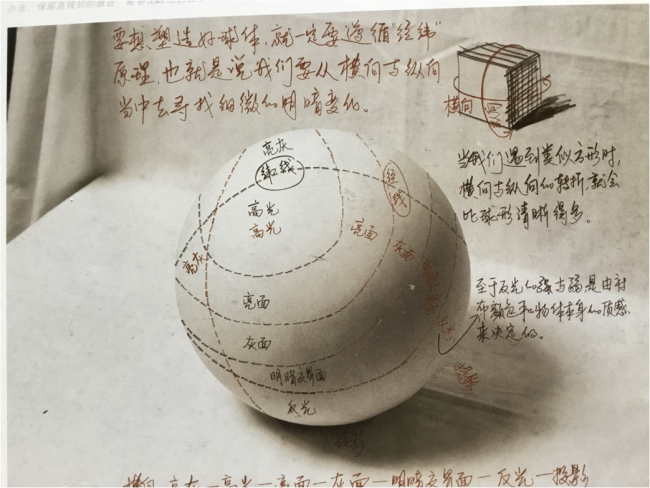 要想塑造好球体,就一定要遵循“经纬”
原理,也就是说我们要从横向与纵向
当中去寻找细微的明暗变化。
横向
当我们遇到类似方形时,
横向与纵向的转折就会
比球形清晰得多。
亮灰
纬线
经线
高光
高光
亮面
灰面
亮灰
亮面
灰面
明暗交界面
反光
至于反光的强与弱是由衬
布颜色和物体本身的质感
来决定的。
投影
横向 亮灰—高光—亮面—灰面—明暗交界面—反光—投影